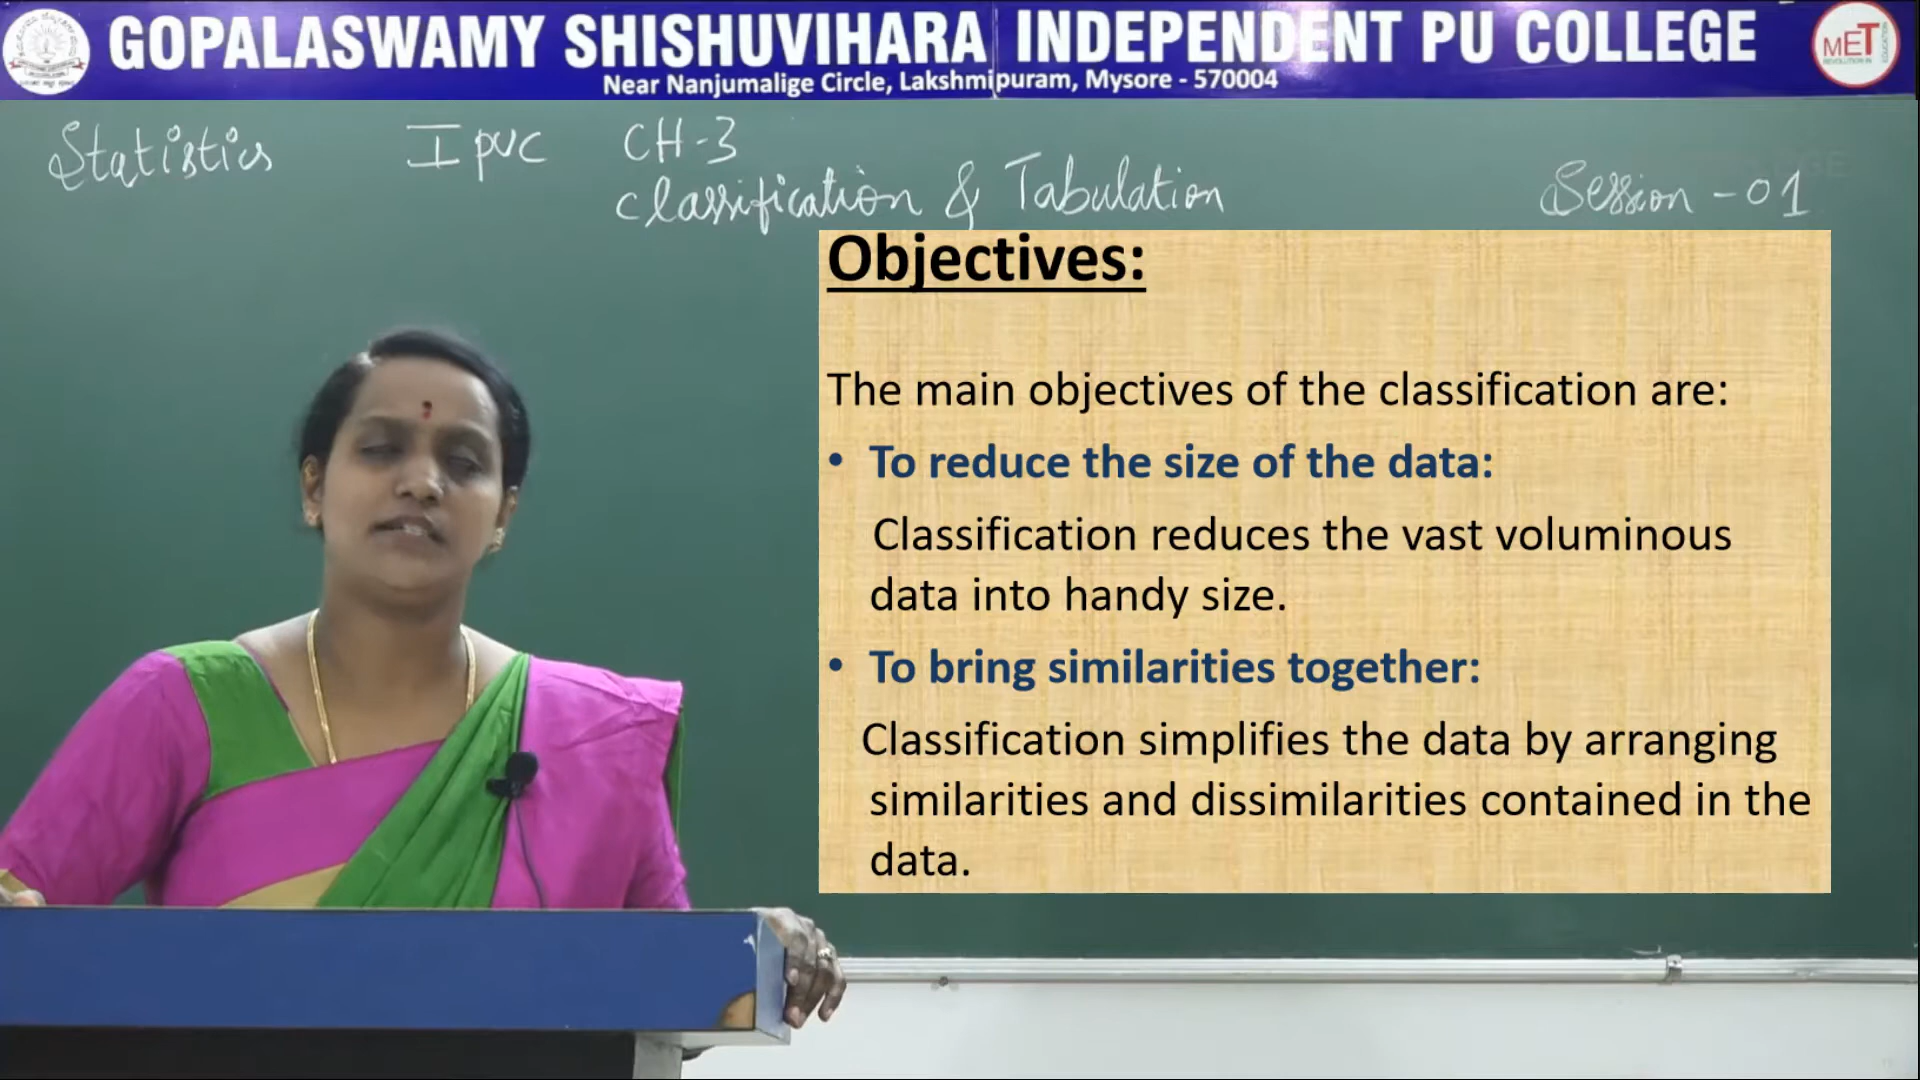 GOPALASWAMY SHISHUVIHARA INDEPENDENT PU COLLEGE
Near Nanjumalige Circle, Lakshmipuram, Mysore - 570004
MET
Statistics I PUC CH-3
Classification & Tabulation
Session - 01
Objectives:
The main objectives of the classification are:
• To reduce the size of the data:
Classification reduces the vast voluminous
data into handy size.
• To bring similarities together:
Classification simplifies the data by arranging
similarities and dissimilarities contained in the
data.